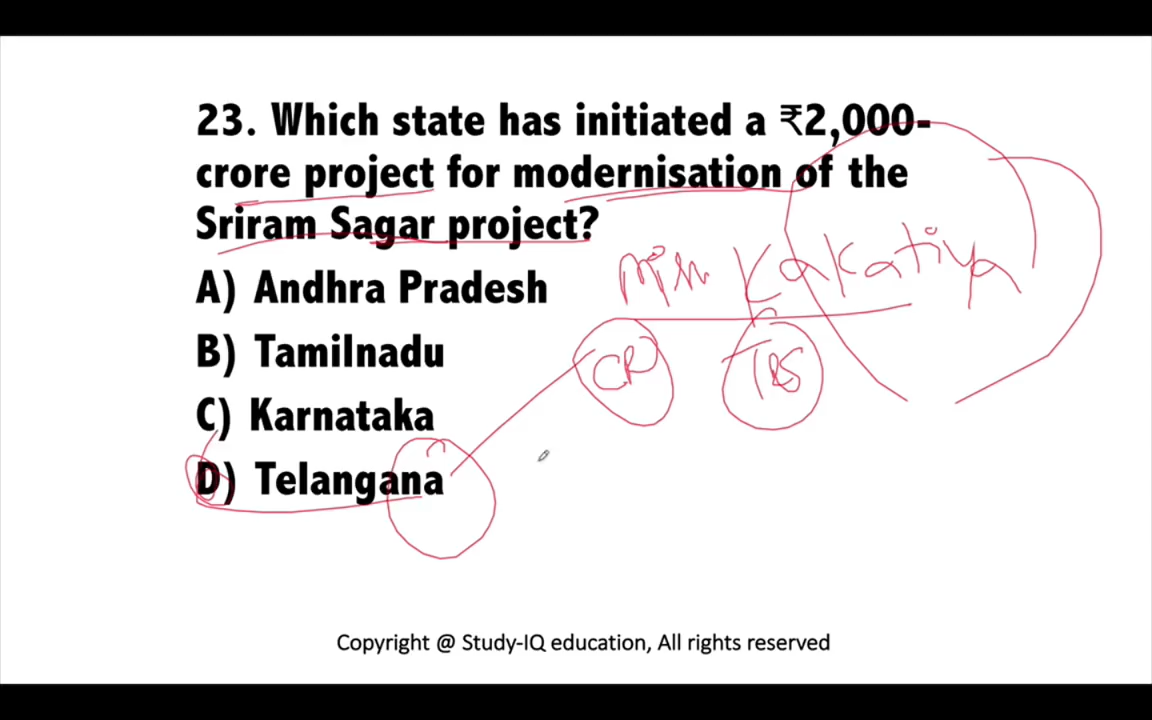 23. Which state has initiated a ₹2,000-
crore project for modernisation of the
Sriram Sagar project?
A) Andhra Pradesh
Kakatiya
B) Tamilnadu
TRS
C) Karnataka
D) Telangana
Copyright @ Study-IQ education, All rights reserved